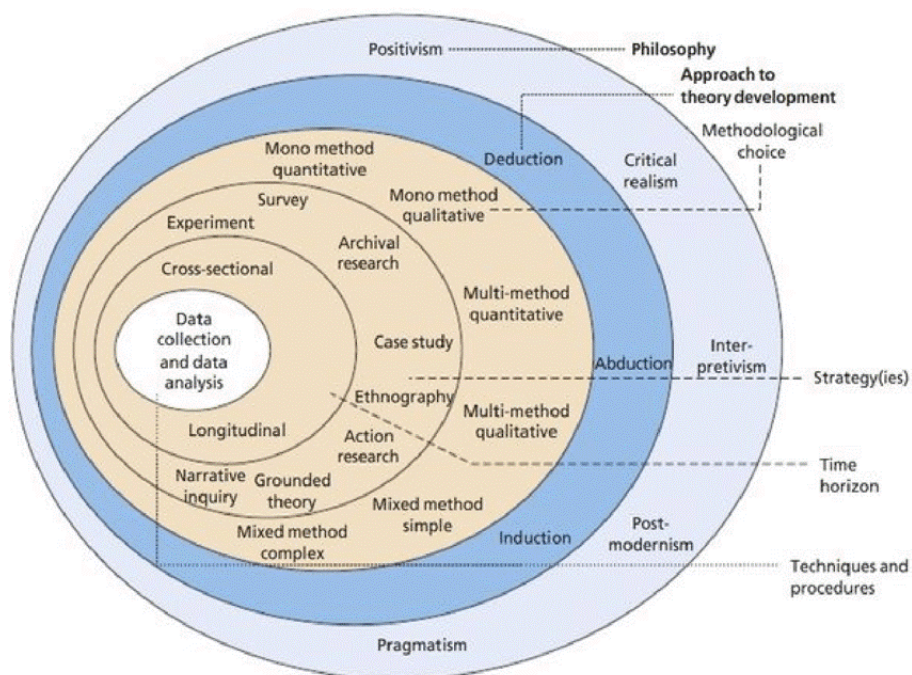 Positivism
Philosophy
Approach to
theory development
Methodological
choice
Deduction
Critical
realism
Mono method
quantitative
Mono method
qualitative
Survey
Experiment
Archival
research
Cross-sectional
Multi-method
quantitative
Data
collection
and data
analysis
Case study
Abduction
Inter-
pretivism
Strategy(ies)
Ethnography
Multi-method
qualitative
Longitudinal
Action
research
Time
horizon
Narrative
inquiry
Grounded
theory
Mixed method
simple
Mixed method
complex
Induction
Post-
modernism
Techniques and
procedures
Pragmatism